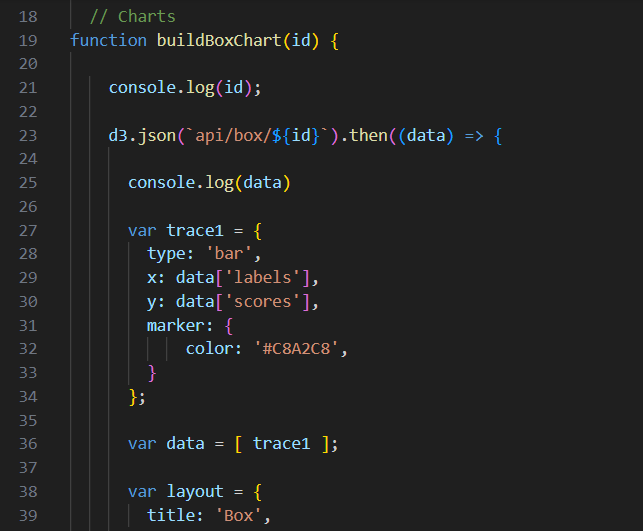 18 // Charts
19 function buildBoxChart(id) {
20
21 console.log(id);
22
23 d3.json(`api/box/${id}`).then((data) => {
24
25 console.log(data)
26
27 var trace1 = {
28 type: 'bar',
29 x: data['labels'],
30 y: data['scores'],
31 marker: {
32 color: '#C8A2C8',
33 }
34 };
35
36 var data = [ trace1 ];
37
38 var layout = {
39 title: 'Box',